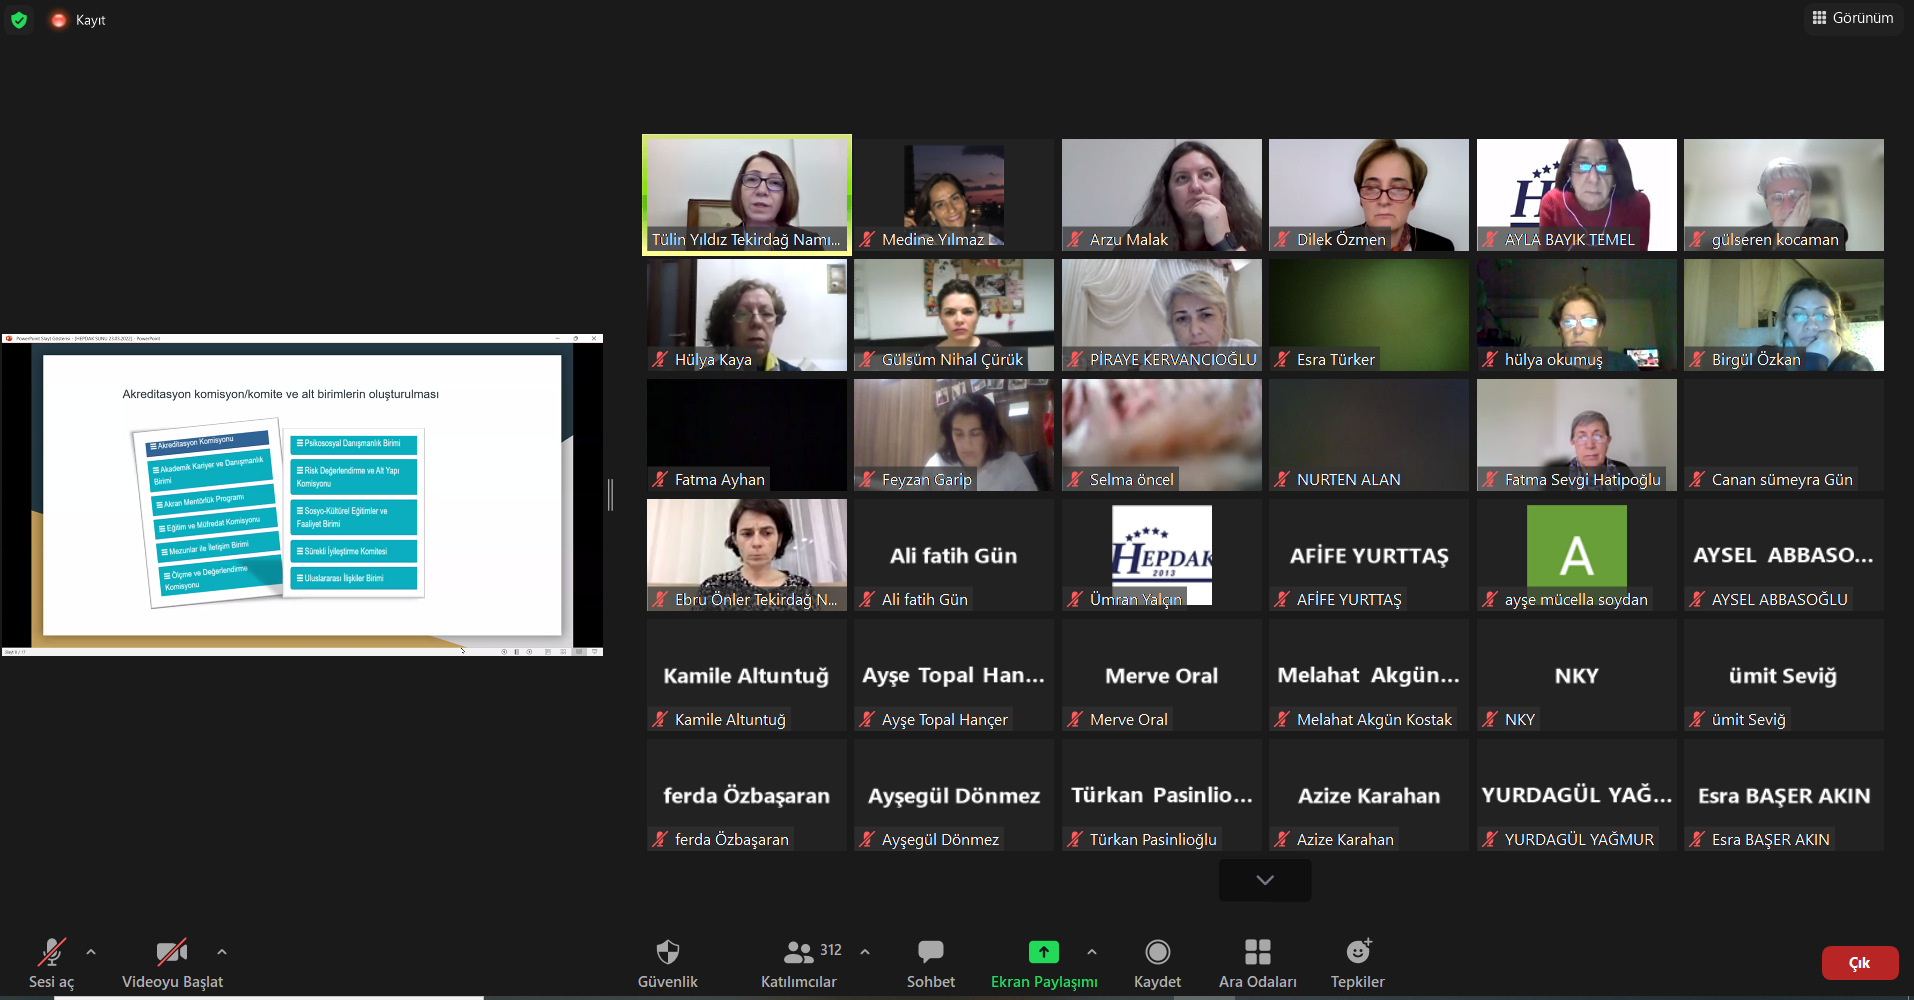 Kayıt
Görünüm
PowerPoint Slayt Gösterisi - [HEPDAK SUNU 23.03.2022] - PowerPoint
Akreditasyon komisyon/komite ve alt birimlerin oluşturulması
Akreditasyon Komisyonu
Akademik Kariyer ve Danışmanlık
Birimi
Akran Mentörlük Programı
Eğitim ve Müfredat Komisyonu
Mezunlar ile İletişim Birimi
Ölçme ve Değerlendirme
Komisyonu
Psikososyal Danışmanlık Birimi
Risk Değerlendirme ve Alt Yapı
Komisyonu
Sosyo-Kültürel Eğitimler ve
Faaliyet Birimi
Sürekli İyileştirme Komitesi
Uluslararası İlişkiler Birimi
Tülin Yıldız Tekirdağ Namı...
Medine Yılmaz
Arzu Malak
Dilek Özmen
AYLA BAYIK TEMEL
gülseren kocaman
Hülya Kaya
Gülsüm Nihal Çürük
PİRAYE KERVANCIOĞLU
Esra Türker
hülya okumuş
Birgül Özkan
Fatma Ayhan
Feyzan Garip
Selma öncel
NURTEN ALAN
Fatma Sevgi Hatipoğlu
Canan sümeyra Gün
Ebru Önler Tekirdağ N...
Ali fatih Gün
Ali fatih Gün
HEPDAK
2013
Ümran Yalçın
AFİFE YURTTAŞ
AFİFE YURTTAŞ
A
ayşe mücella soydan
AYSEL ABBASO...
AYSEL ABBASOĞLU
Kamile Altuntuğ
Kamile Altuntuğ
Ayşe Topal Han...
Ayşe Topal Hançer
Merve Oral
Merve Oral
Melahat Akgün...
Melahat Akgün Kostak
NKY
NKY
ümit Seviğ
ümit Seviğ
ferda Özbaşaran
ferda Özbaşaran
Ayşegül Dönmez
Ayşegül Dönmez
Türkan Pasinlio...
Türkan Pasinlioğlu
Azize Karahan
Azize Karahan
YURDAGÜL YAĞ...
YURDAGÜL YAĞMUR
Esra BAŞER AKIN
Esra BAŞER AKIN
Sesi aç
Videoyu Başlat
Güvenlik
312
Katılımcılar
Sohbet
Ekran Paylaşımı
Kaydet
Ara Odaları
Tepkiler
Çık